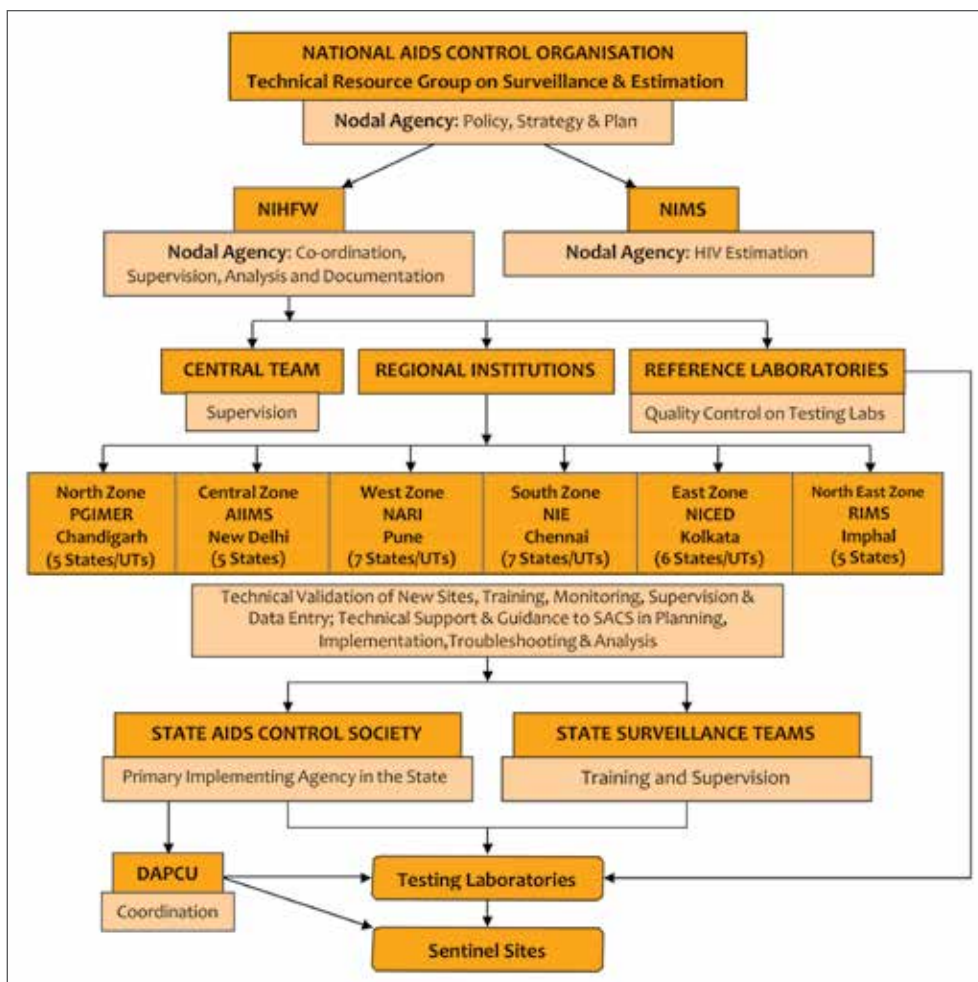 NATIONAL AIDS CONTROL ORGANISATION
Technical Resource Group on Surveillance & Estimation
Nodal Agency: Policy, Strategy & Plan
NIHFW
Nodal Agency: Co-ordination,
Supervision, Analysis and Documentation
NIMS
Nodal Agency: HIV Estimation
CENTRAL TEAM
Supervision
REGIONAL INSTITUTIONS
REFERENCE LABORATORIES
Quality Control on Testing Labs
North Zone
PGIMER
Chandigarh
(5 States/UTs)
Central Zone
AIIMS
New Delhi
(5 States)
West Zone
NARI
Pune
(7 States/UTs)
South Zone
NIE
Chennai
(7 States/UTs)
East Zone
NICED
Kolkata
(6 States/UTs)
North East Zone
RIMS
Imphal
(5 States)
Technical Validation of New Sites, Training, Monitoring, Supervision &
Data Entry; Technical Support & Guidance to SACS in Planning,
Implementation,Troubleshooting & Analysis
STATE AIDS CONTROL SOCIETY
Primary Implementing Agency in the State
STATE SURVEILLANCE TEAMS
Training and Supervision
DAPCU
Coordination
Testing Laboratories
Sentinel Sites